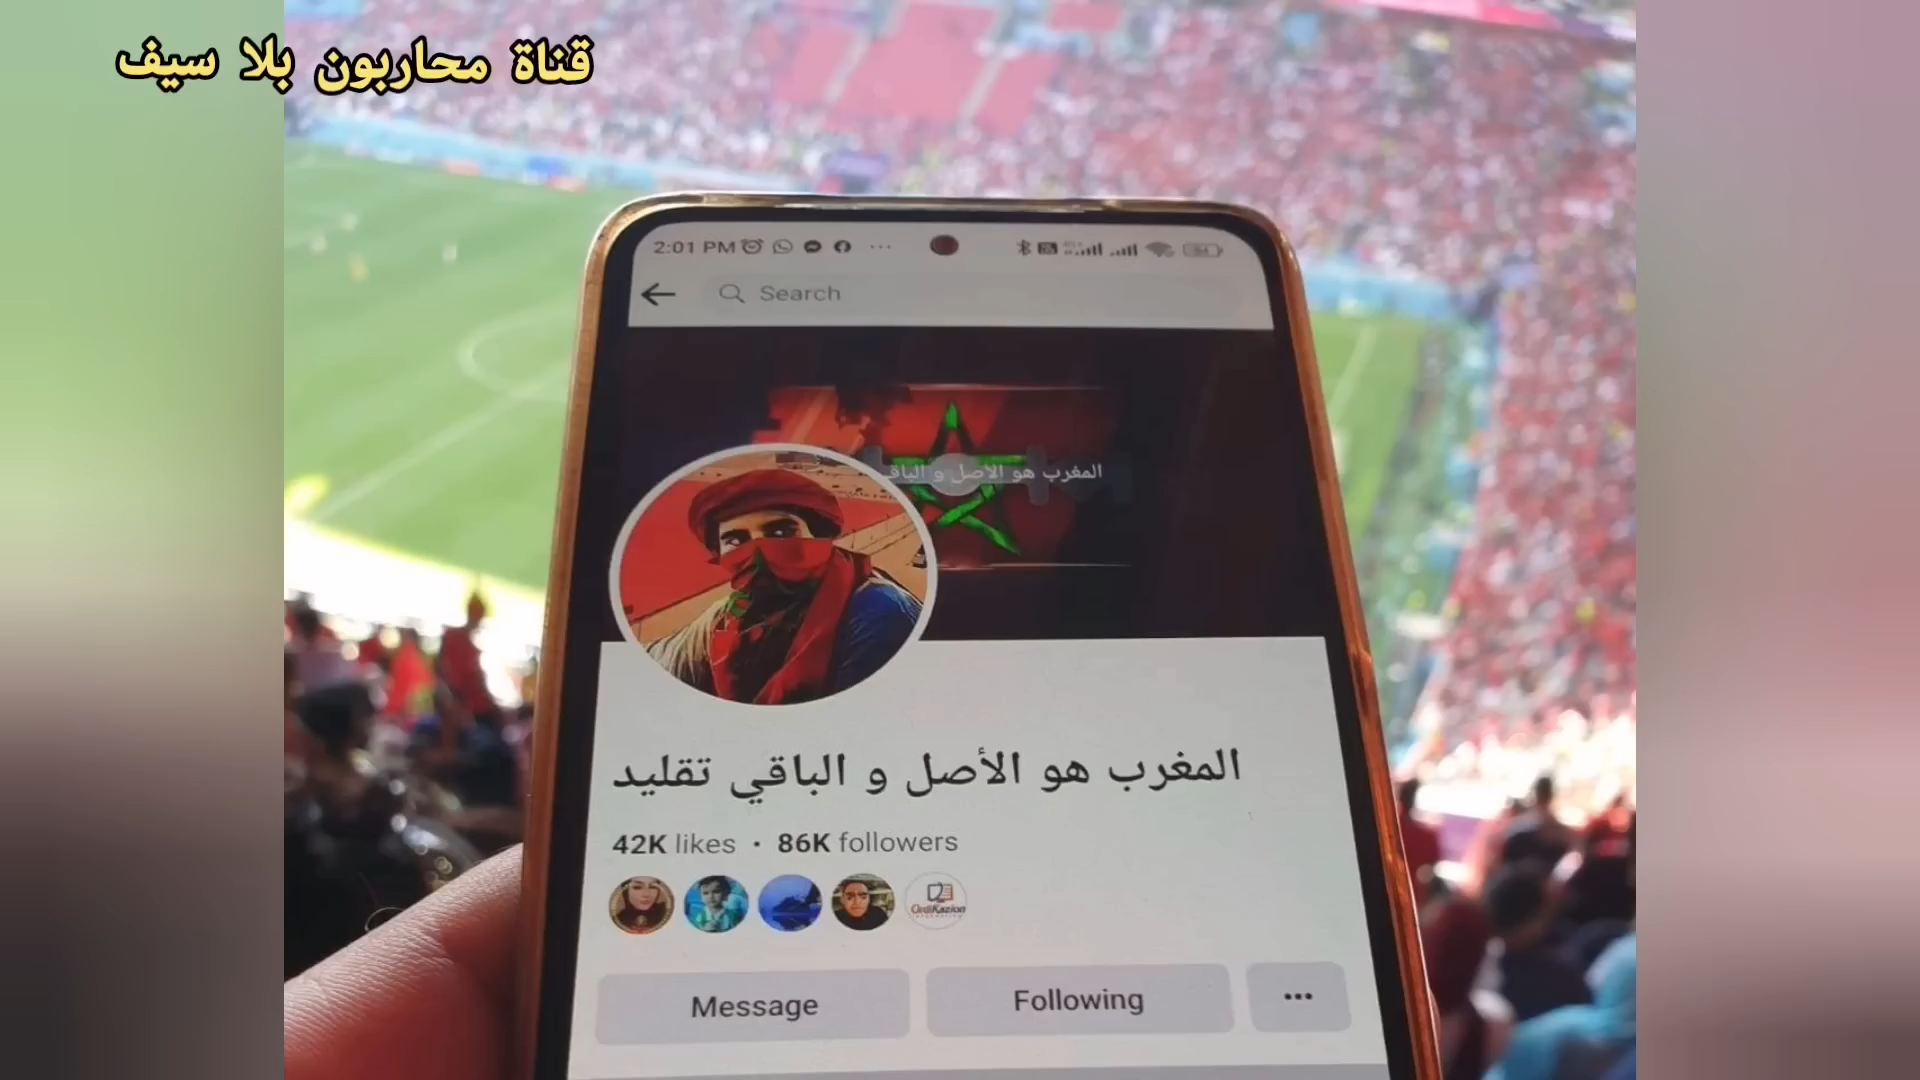 قناة محاربون بلا سيف
2:01 PM
Search
المغرب هو الأصل و الباقي
المغرب هو الأصل و الباقي تقليد
42K likes · 86K followers
OrdiKazion
Message
Following